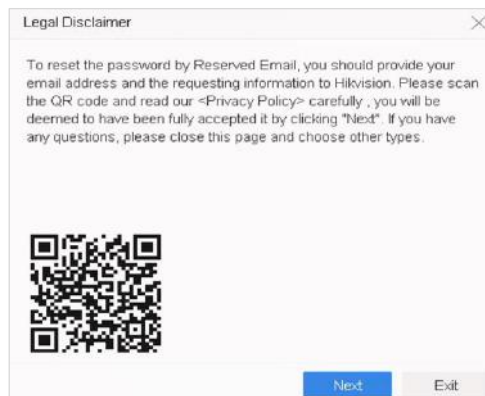 Legal Disclaimer
To reset the password by Reserved Email, you should provide your
email address and the requesting information to Hikvision. Please scan
the QR code and read our <Privacy Policy> carefully , you will be
deemed to have been fully accepted it by clicking "Next". If you have
any questions, please close this page and choose other types.
Next
Exit